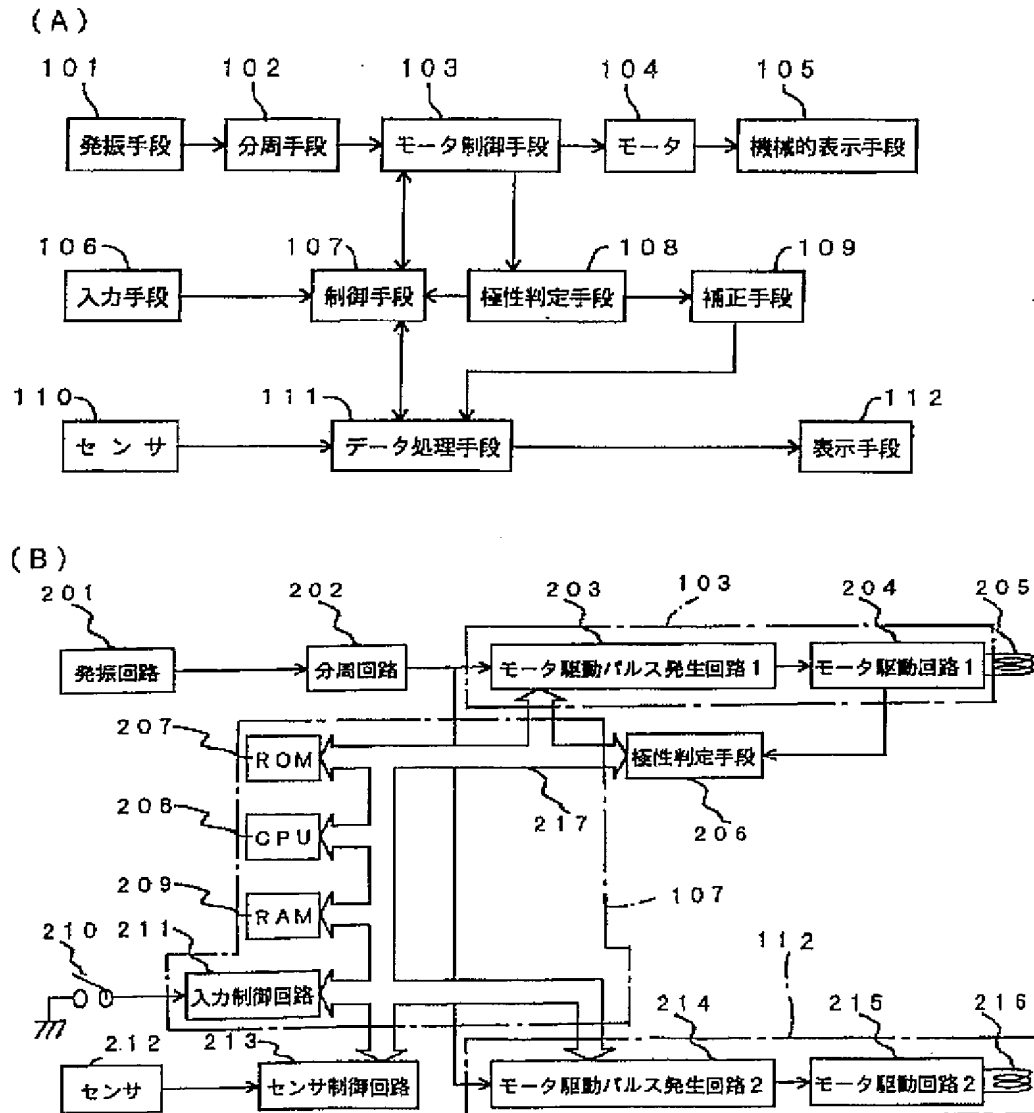 (A)
101 102 103 104 105
発振手段 分周手段 モータ制御手段 モータ 機械的表示手段
106 107 108 109
入力手段 制御手段 極性判定手段 補正手段
110 111 112
センサ データ処理手段 表示手段
(B)
201 202 203 103 204 205
発振回路 分周回路 モータ駆動パルス発生回路1 モータ駆動回路1
207 ROM 極性判定手段
208 CPU 217 206
209 RAM 107
210 211 112
入力制御回路 214 215 216
212 213
センサ センサ制御回路 モータ駆動パルス発生回路2 モータ駆動回路2